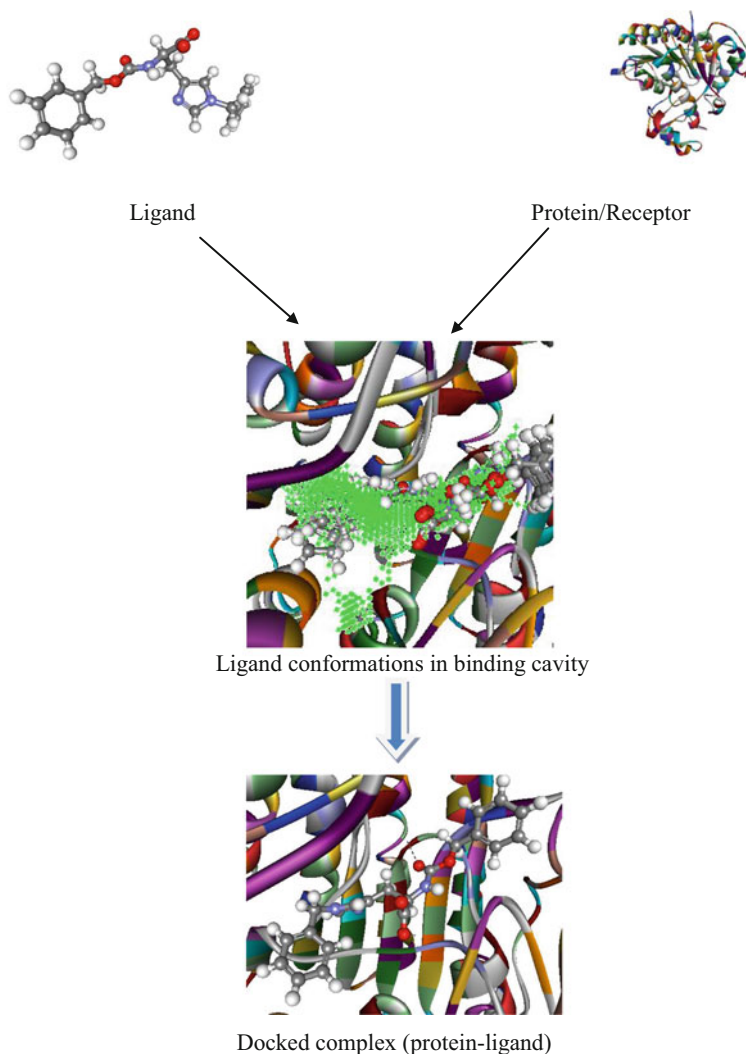 Ligand
Protein/Receptor
Ligand conformations in binding cavity
Docked complex (protein-ligand)